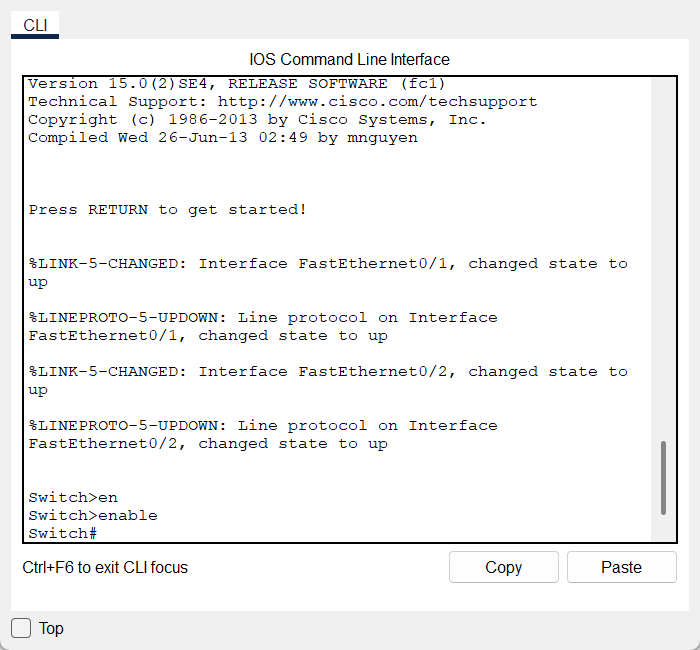 CLI
IOS Command Line Interface
Version 15.0(2)SE4, RELEASE SOFTWARE (fc1)
Technical Support: http://www.cisco.com/techsupport
Copyright (c) 1986-2013 by Cisco Systems, Inc.
Compiled Wed 26-Jun-13 02:49 by mnguyen
Press RETURN to get started!
%LINK-5-CHANGED: Interface FastEthernet0/1, changed state to
up
%LINEPROTO-5-UPDOWN: Line protocol on Interface
FastEthernet0/1, changed state to up
%LINK-5-CHANGED: Interface FastEthernet0/2, changed state to
up
%LINEPROTO-5-UPDOWN: Line protocol on Interface
FastEthernet0/2, changed state to up
Switch>en
Switch>enable
Switch#
Ctrl+F6 to exit CLI focus
Copy
Paste
Top